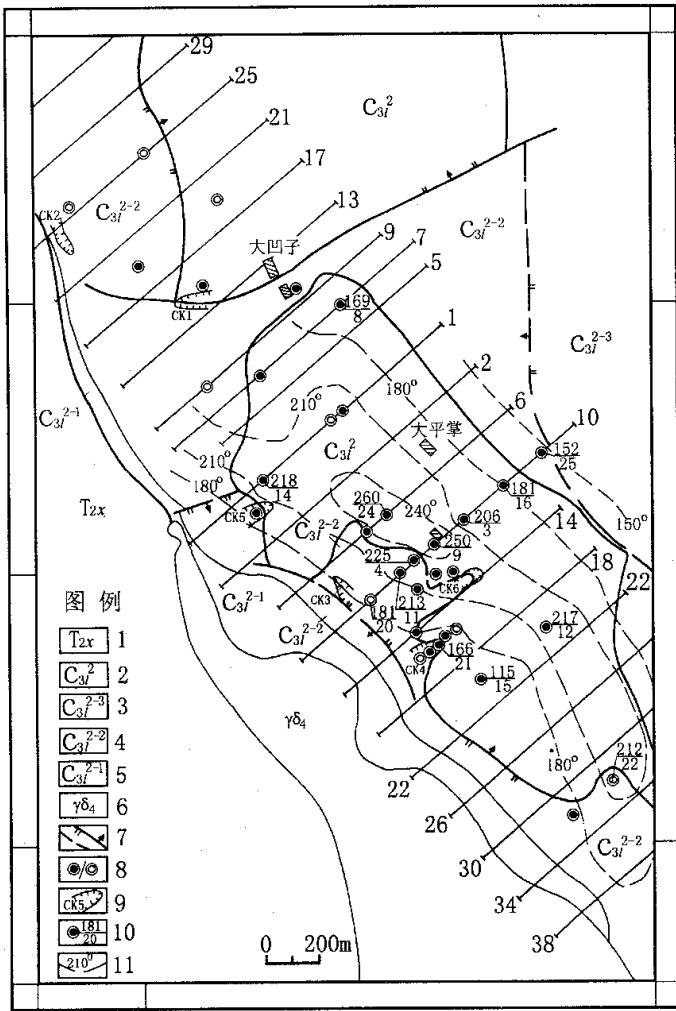 29
25
C₃l²
21
17
C₃l²⁻²
13
C₃l²⁻²
CK2
大凹子
9
7
5
CK1
169
8
1
C₃l²⁻³
2
180°
210°
6
C₃l²⁻¹
C₃l²
大平掌
10
152
25
210°
218
14
181
16
180°
T₂x
CK5
C₃l²⁻²
260
24
240°
206
3
14
150°
250
9
225
4
18
CK6
22
C₃l²⁻¹
CK3
213
11
181
20
217
12
C₃l²⁻²
166
21
CK4
115
15
γδ₄
180°
212
22
22
26
C₃l²⁻²
30
34
38
图例
T₂x 1
C₃l² 2
C₃l²⁻³ 3
C₃l²⁻² 4
C₃l²⁻¹ 5
γδ₄ 6
7
/ 8
CK5 9
181
20 10
210° 11
0 200m